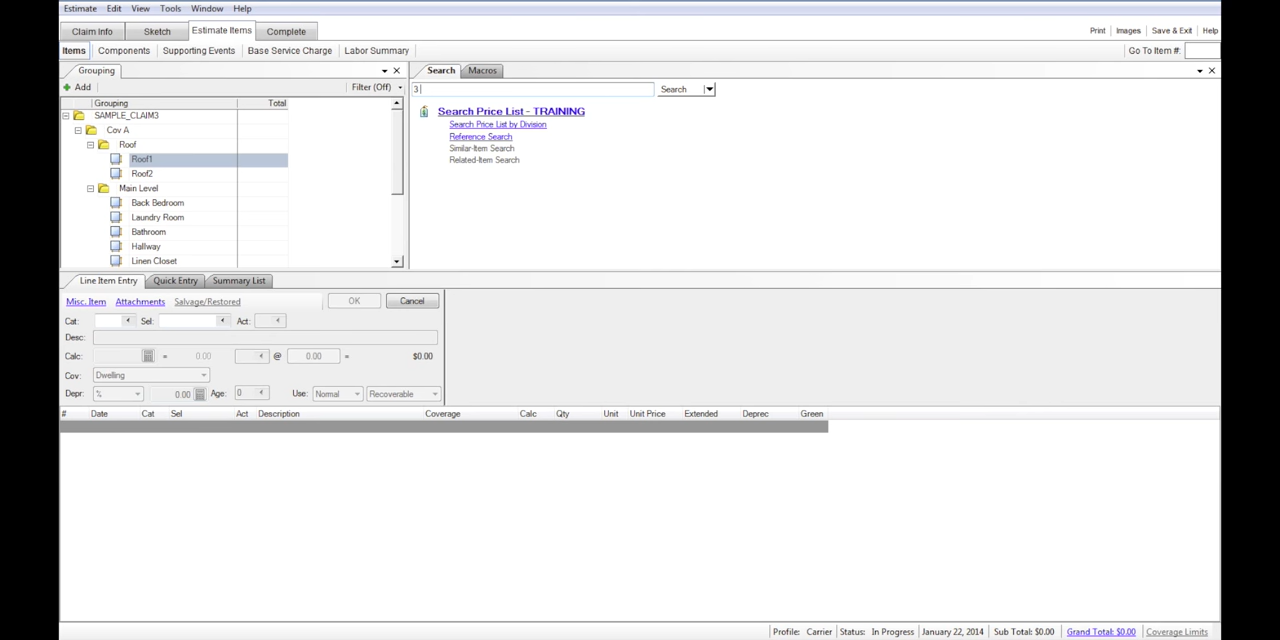 Estimate Edit View Tools Window Help
Claim Info Sketch Estimate Items Complete Print Images Save & Exit Help
Items Components Supporting Events Base Service Charge Labor Summary Go To Item #:
Grouping Search Macros
Add Filter (Off) 3 Search
Grouping Total
SAMPLE_CLAIM3 Search Price List - TRAINING
Cov A Search Price List by Division
Roof Reference Search
Similar-Item Search
Roof1 Related-Item Search
Roof2
Main Level
Back Bedroom
Laundry Room
Bathroom
Hallway
Linen Closet
Line Item Entry Quick Entry Summary List
Misc. Item Attachments Salvage/Restored OK Cancel
Cat: Sel: Act:
Desc:
Calc: = 0.00 @ 0.00 = $0.00
Cov: Dwelling
Depr: % 0.00 Age: 0 Use: Normal Recoverable
# Date Cat Sel Act Description Coverage Calc Qty Unit Unit Price Extended Deprec Green
Profile: Carrier Status: In Progress January 22, 2014 Sub Total: $0.00 Grand Total: $0.00 Coverage Limits